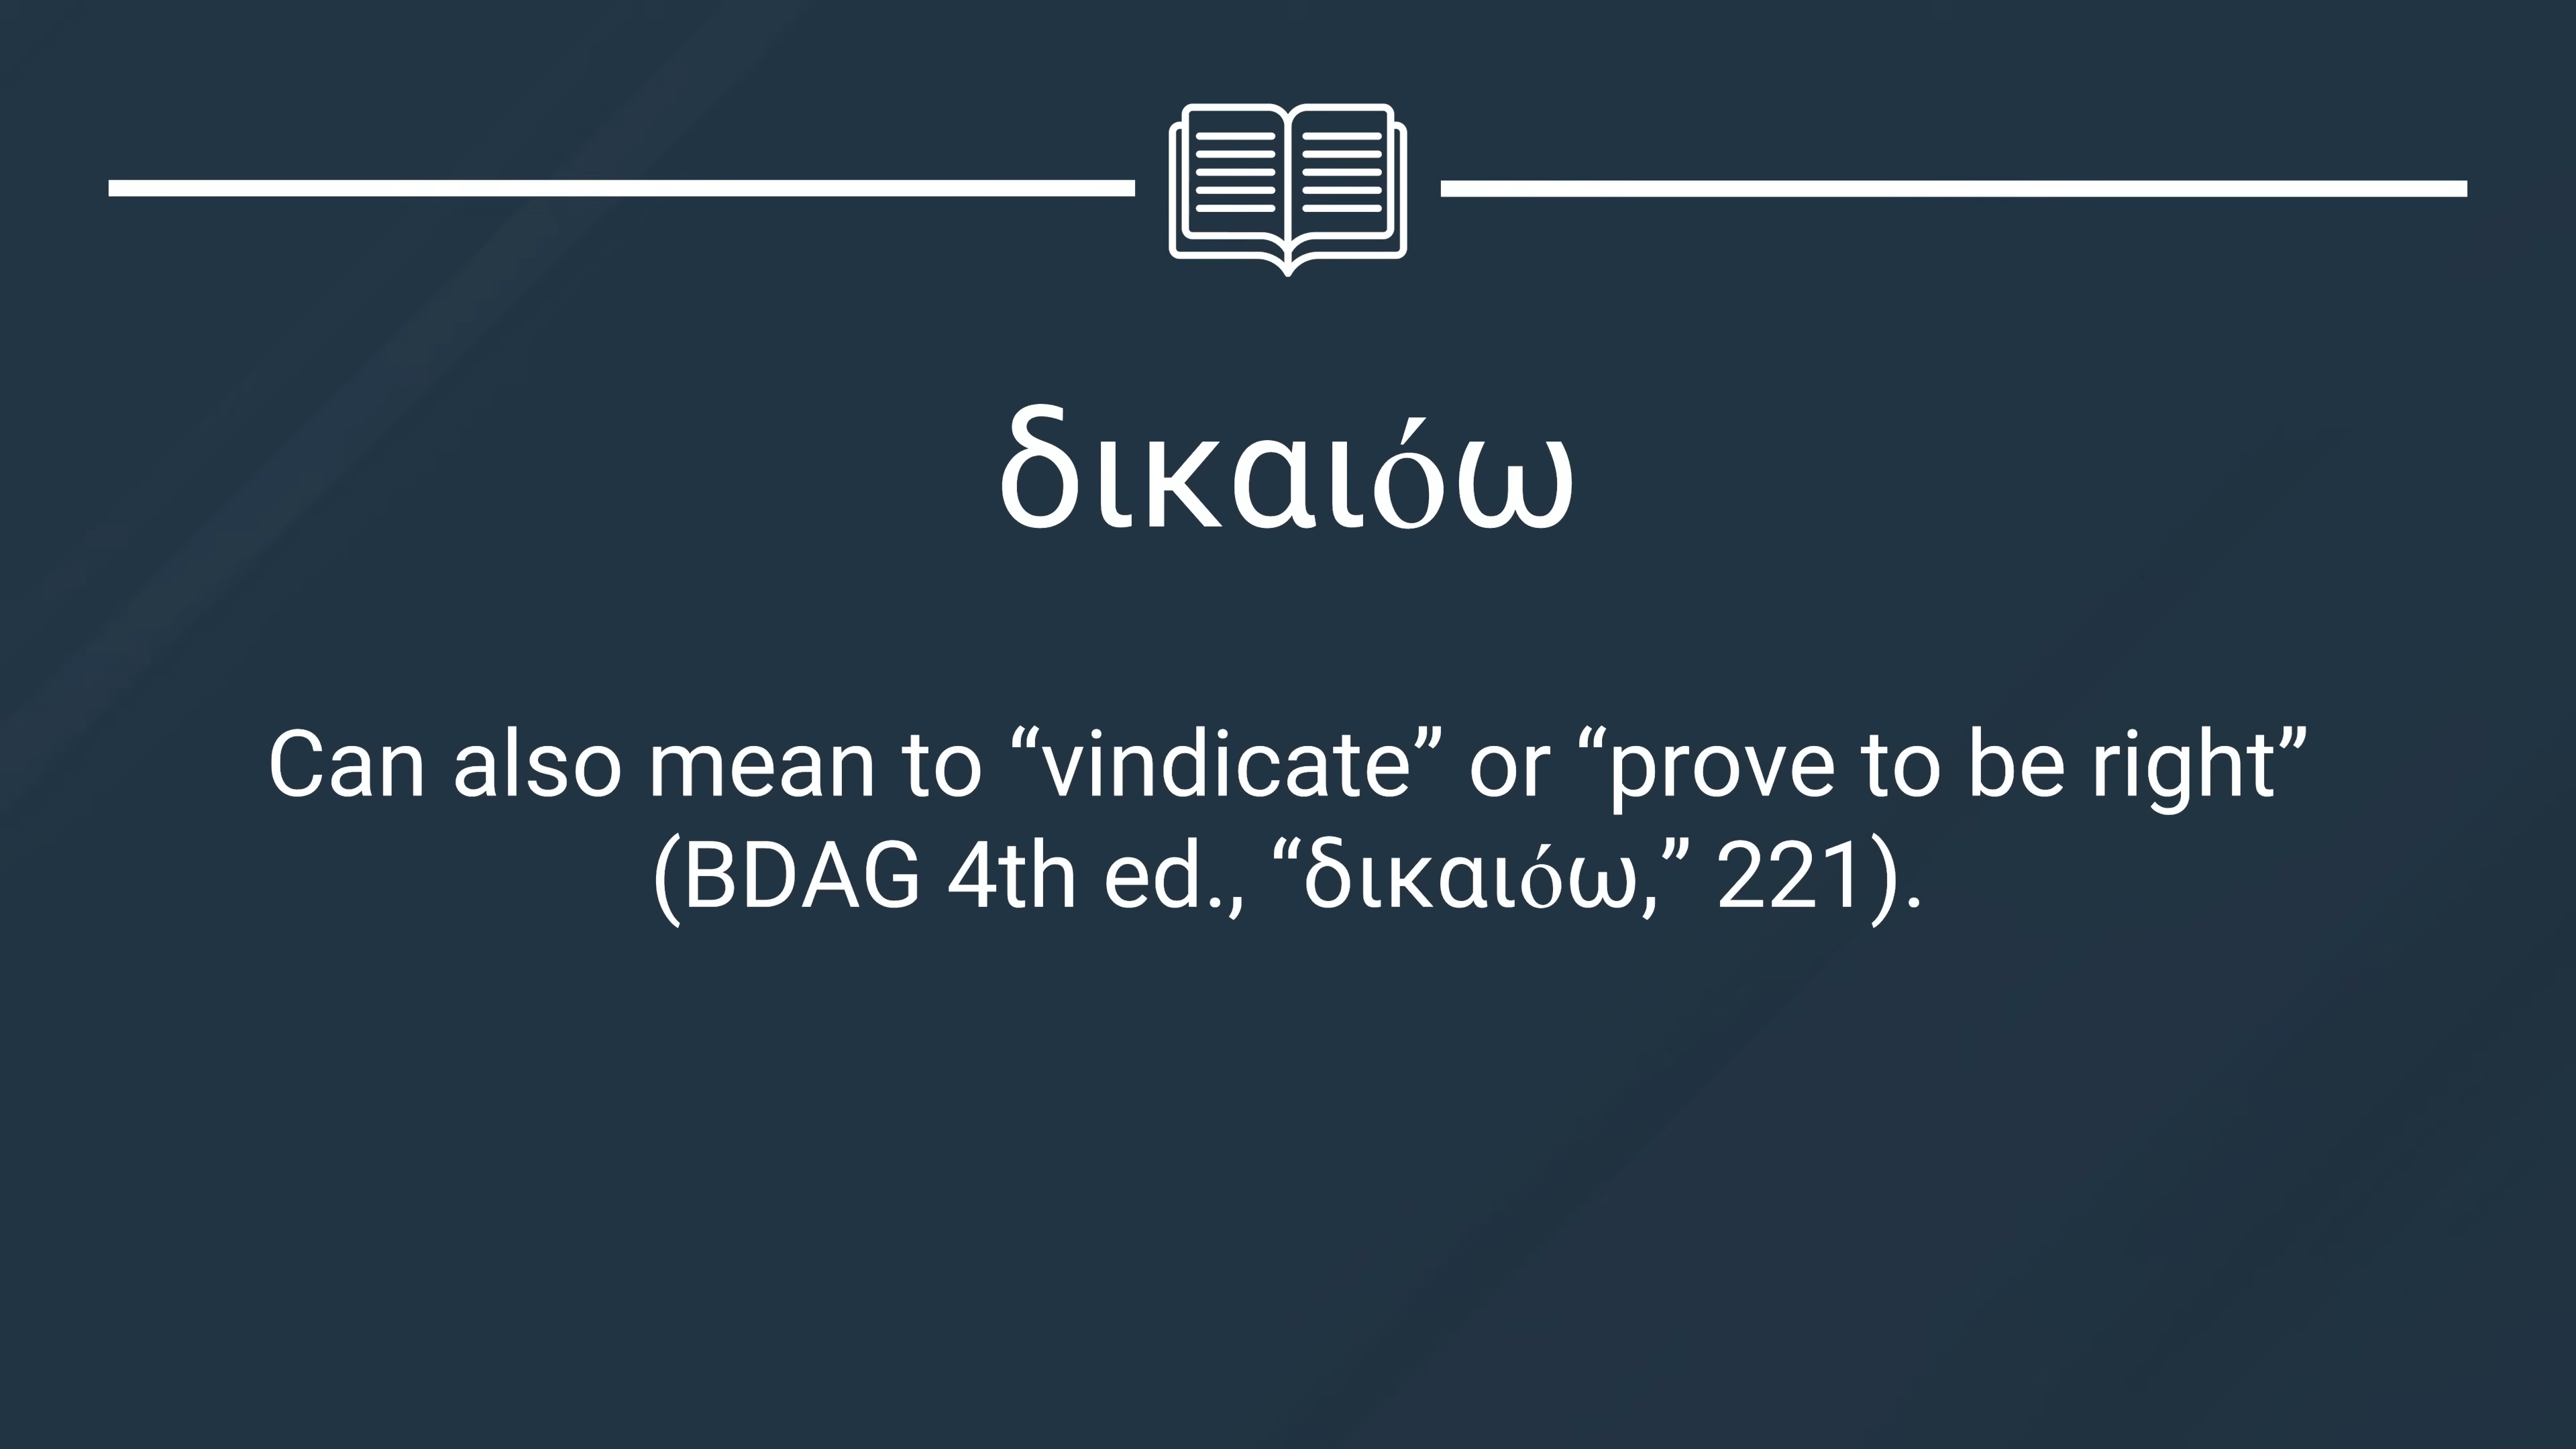 δικαιόω
Can also mean to “vindicate” or “prove to be right”
(BDAG 4th ed., “δικαιόω,” 221).